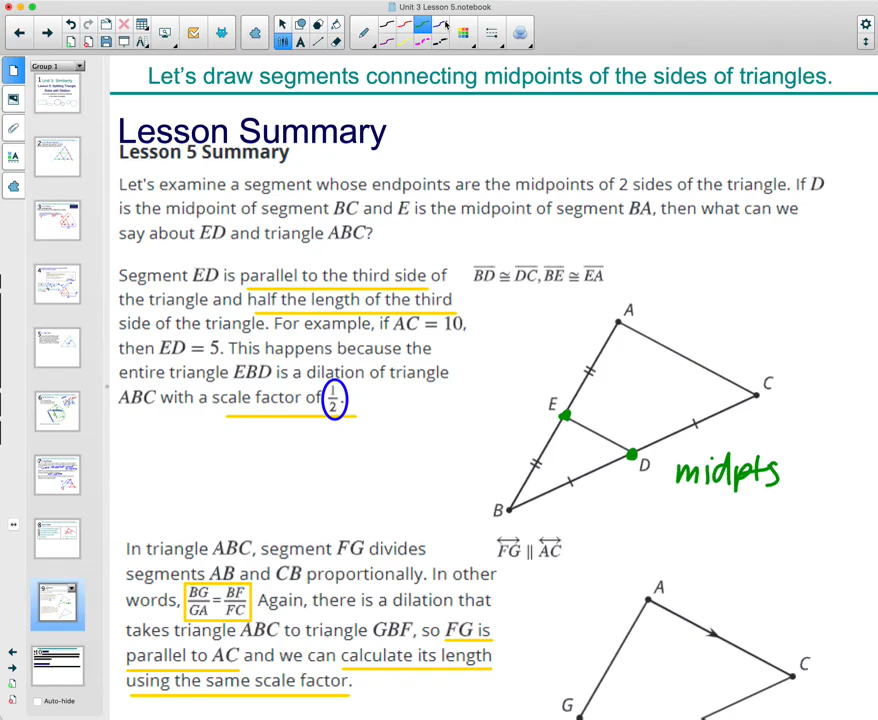 Unit 3 Lesson 5.notebook
Group 1
Let's draw segments connecting midpoints of the sides of triangles.
Lesson Summary
Lesson 5 Summary
Let's examine a segment whose endpoints are the midpoints of 2 sides of the triangle. If D
is the midpoint of segment BC and E is the midpoint of segment BA, then what can we
say about ED and triangle ABC?
Segment ED is parallel to the third side of
the triangle and half the length of the third
side of the triangle. For example, if AC = 10,
then ED = 5. This happens because the
entire triangle EBD is a dilation of triangle
ABC with a scale factor of 1/2.
BD ≅ DC, BE ≅ EA
A
C
E
D
midpts
B
In triangle ABC, segment FG divides
segments AB and CB proportionally. In other
words, BG/GA = BF/FC Again, there is a dilation that
takes triangle ABC to triangle GBF, so FG is
parallel to AC and we can calculate its length
using the same scale factor.
FG ∥ AC
A
C
G
Auto-hide